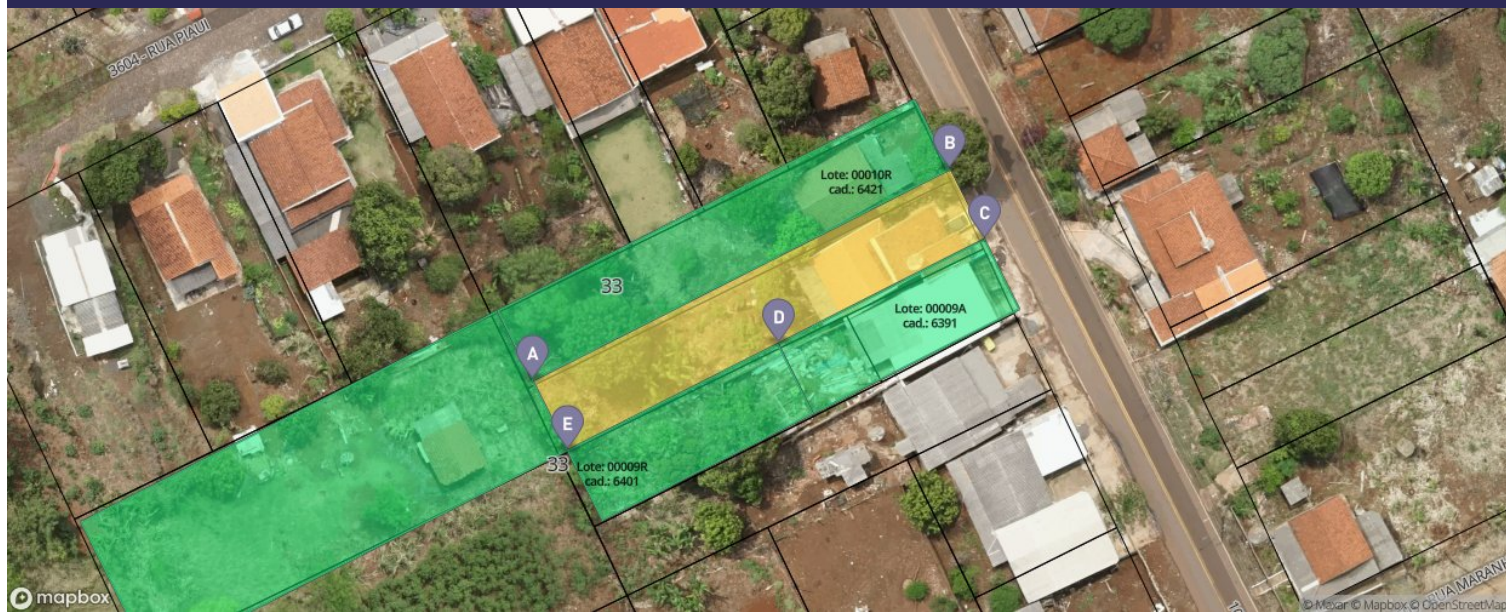 3604 - RUA PIAUI
B
Lote: 00010R
cad.: 6421
C
33
Lote: 00009A
cad.: 6391
D
A
E
33
Lote: 00009R
cad.: 6401
mapbox
© Maxar © Mapbox © OpenStreetMap